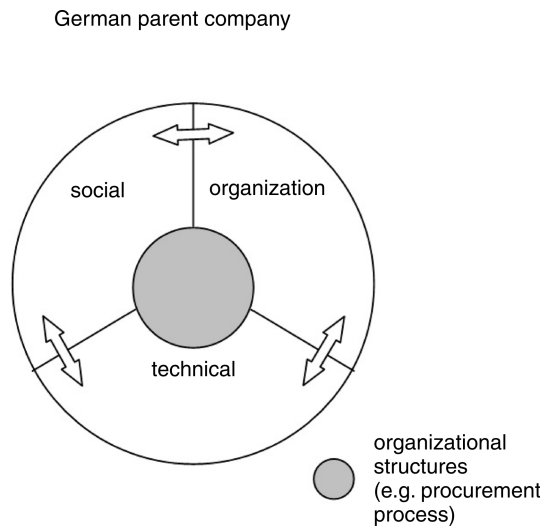 German parent company
social
organization
technical
organizational
structures
(e.g. procurement
process)